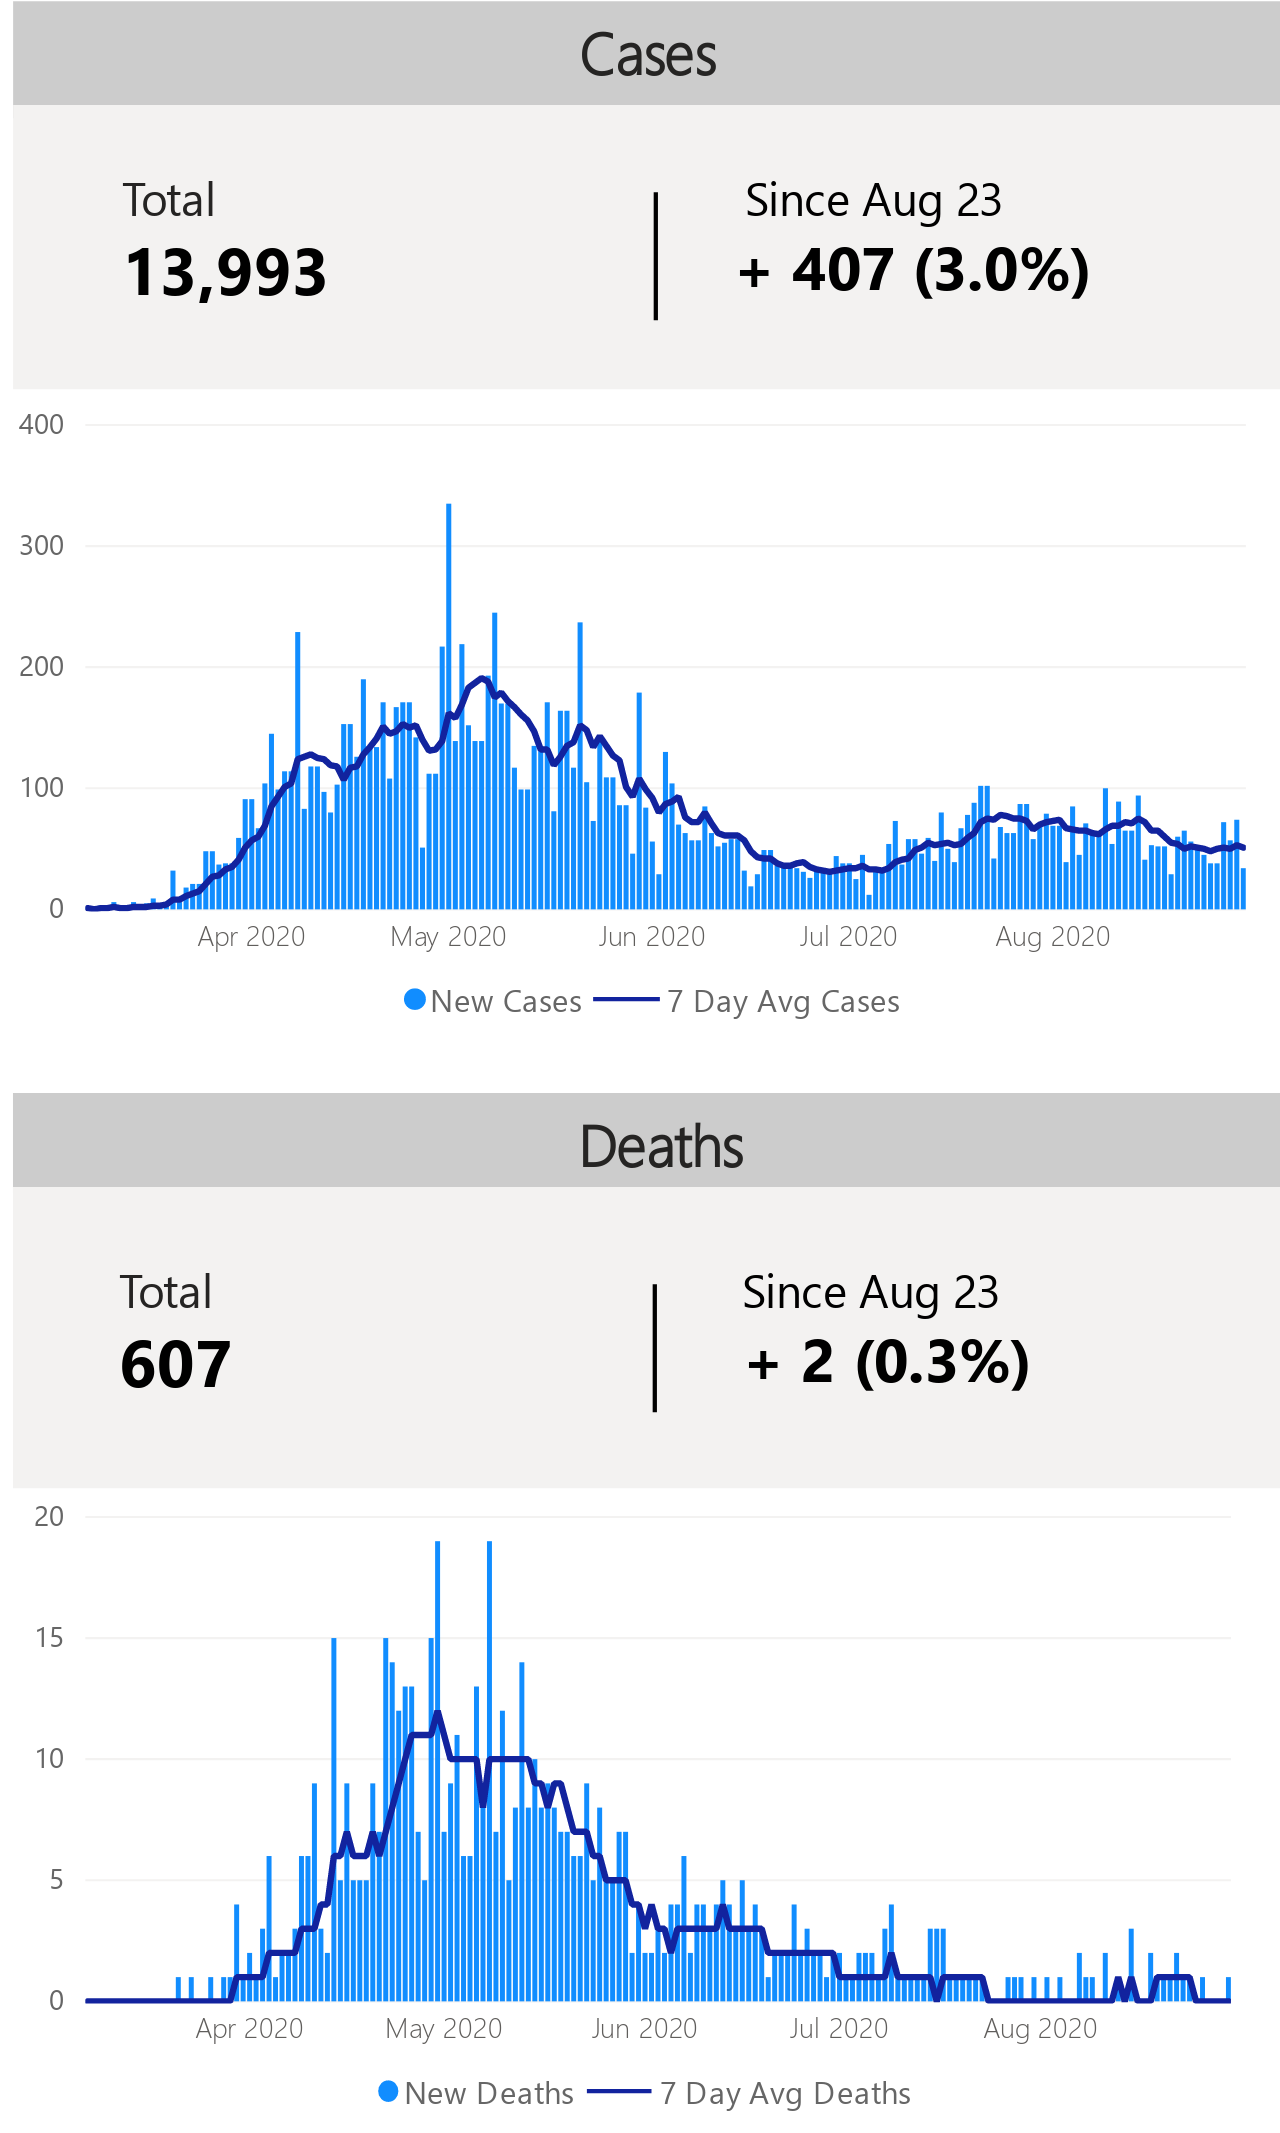 Cases
Total
Since Aug 23
13,993
+ 407 (3.0%)
400
300
200
100
0
Apr 2020
May 2020
Jun 2020
Jul 2020
Aug 2020
New Cases
7 Day Avg Cases
Deaths
Total
Since Aug 23
607
+ 2 (0.3%)
20
15
10
5
0
Apr 2020
May 2020
Jun 2020
Jul 2020
Aug 2020
New Deaths
7 Day Avg Deaths